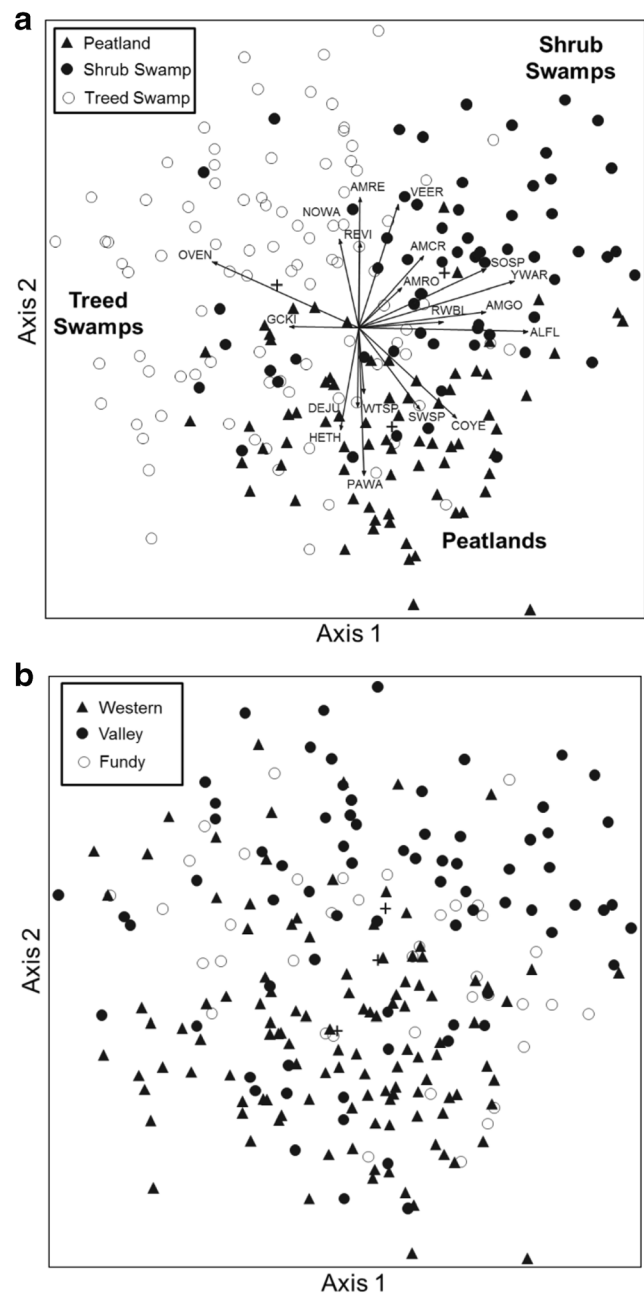 a
Peatland
Shrub Swamp
Treed Swamp
Shrub
Swamps
AMRE
VEER
NOWA
REVI
AMCR
OVEN
SOSP
YWAR
AMRO
Treed
Swamps
GCKI
RWBI
AMGO
ALFL
DEJU
WTSP
SWSP
COYE
HETH
PAWA
Peatlands
Axis 2
Axis 1
b
Western
Valley
Fundy
Axis 2
Axis 1